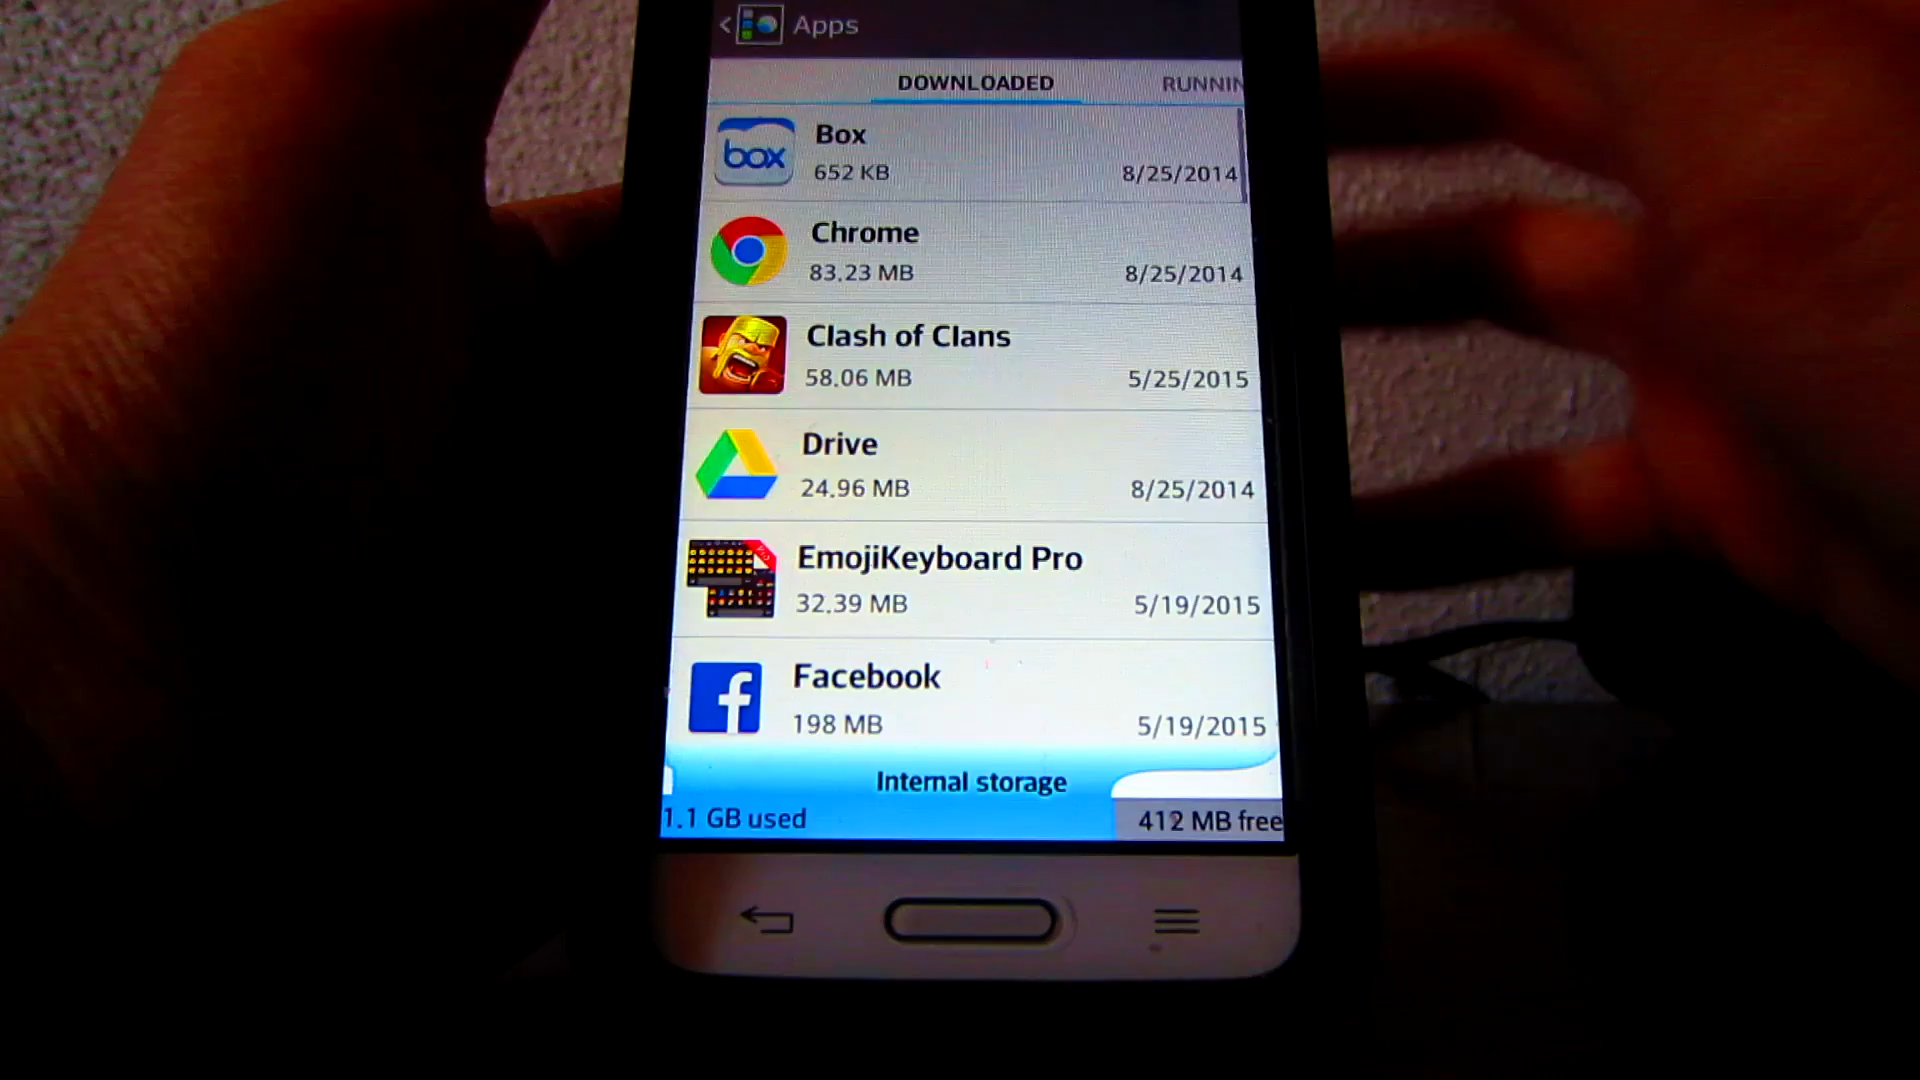 Apps
DOWNLOADED RUNNIN
box
Box
652 KB 8/25/2014
Chrome
83.23 MB 8/25/2014
Clash of Clans
58.06 MB 5/25/2015
Drive
24.96 MB 8/25/2014
EmojiKeyboard Pro
32.39 MB 5/19/2015
Facebook
198 MB 5/19/2015
Internal storage
1.1 GB used 412 MB free